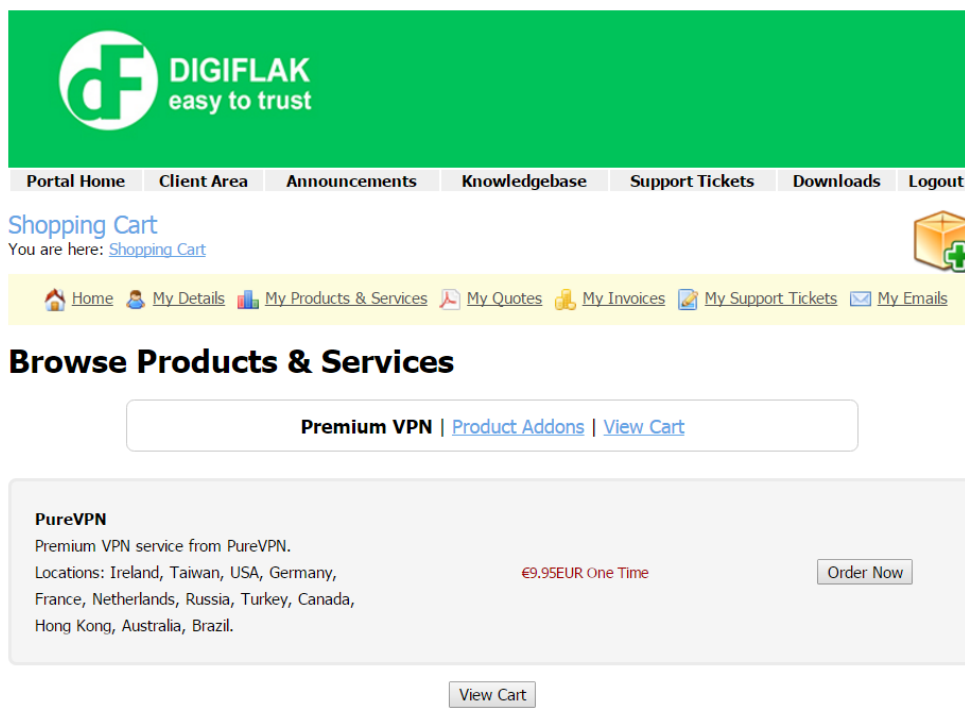 dF
DIGIFLAK
easy to trust
Portal Home Client Area Announcements Knowledgebase Support Tickets Downloads Logout
Shopping Cart
You are here: Shopping Cart
Home My Details My Products & Services My Quotes My Invoices My Support Tickets My Emails
Browse Products & Services
Premium VPN | Product Addons | View Cart
PureVPN
Premium VPN service from PureVPN.
Locations: Ireland, Taiwan, USA, Germany,
France, Netherlands, Russia, Turkey, Canada,
Hong Kong, Australia, Brazil.
€9.95EUR One Time
Order Now
View Cart